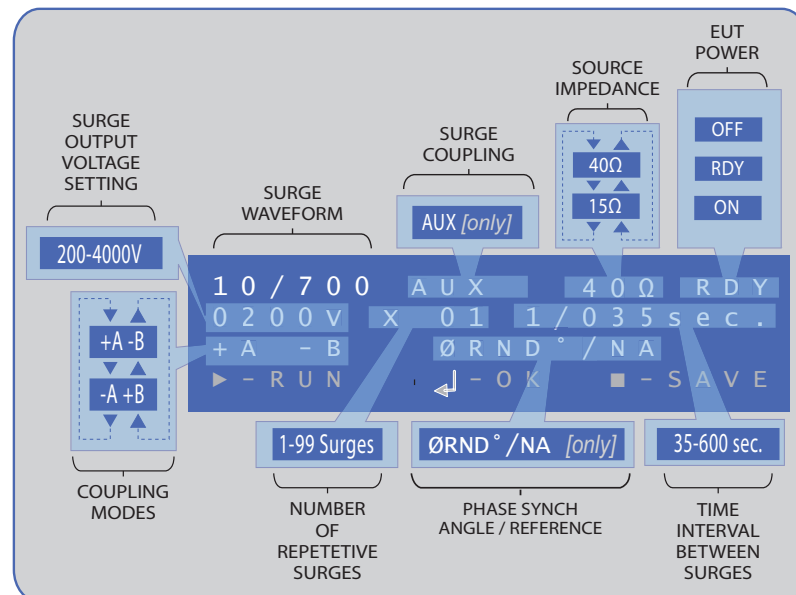 EUT
POWER
SOURCE
IMPEDANCE
SURGE
OUTPUT
VOLTAGE
SETTING
SURGE
COUPLING
SURGE
WAVEFORM
OFF
RDY
ON
40Ω
15Ω
AUX [only]
200-4000V
10/700 AUX 40Ω RDY
0200V X 01 1/035sec.
+A -B ØRND°/NA
▶-RUN ↵-OK ■-SAVE
+A -B
-A +B
1-99 Surges
ØRND°/NA [only]
35-600 sec.
COUPLING
MODES
NUMBER
OF
REPETETIVE
SURGES
PHASE SYNCH
ANGLE / REFERENCE
TIME
INTERVAL
BETWEEN
SURGES